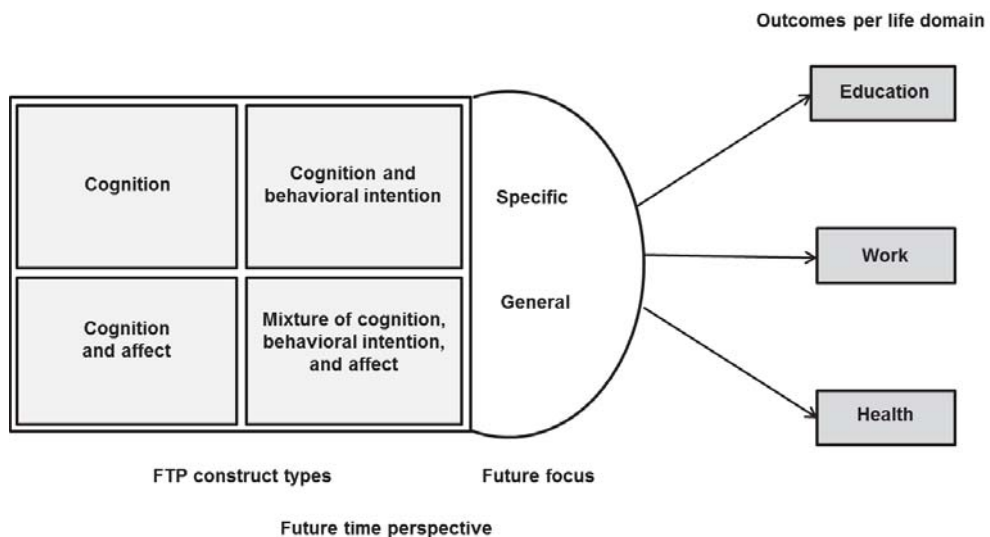 Outcomes per life domain
Education
Cognition
Cognition and
behavioral intention
Specific
Work
General
Cognition
and affect
Mixture of cognition,
behavioral intention,
and affect
Health
FTP construct types
Future focus
Future time perspective